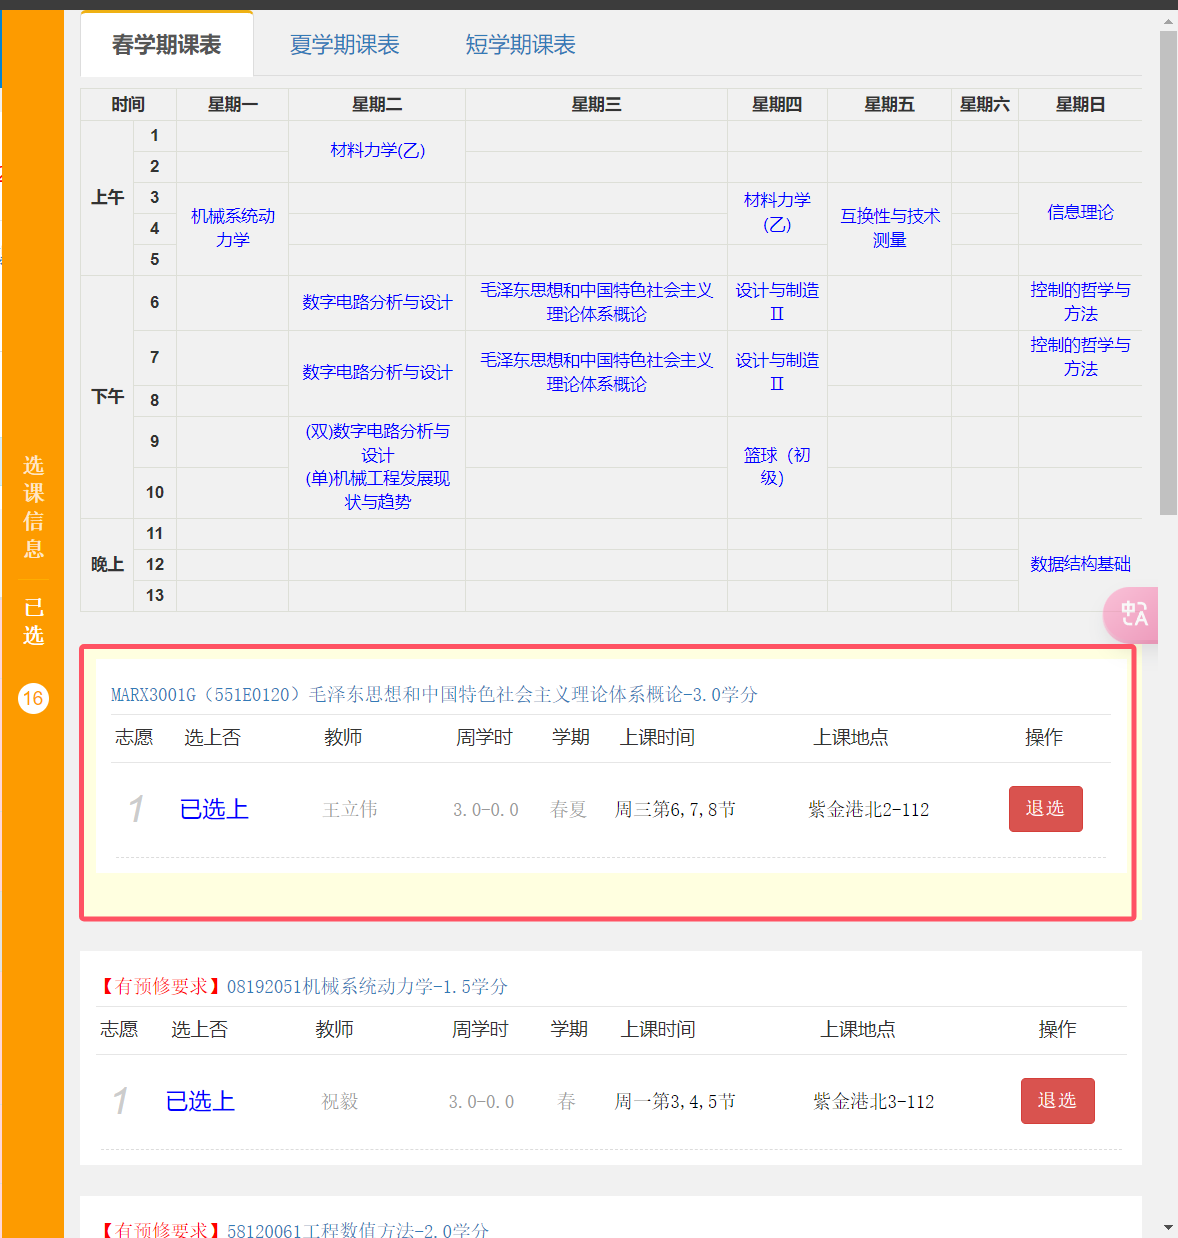 春学期课表 夏学期课表 短学期课表
时间 星期一 星期二 星期三 星期四 星期五 星期六 星期日
上午
1
2
3
4
5
材料力学(乙)
机械系统动
力学
材料力学
(乙)
互换性与技术
测量
信息理论
下午
6
数字电路分析与设计
毛泽东思想和中国特色社会主义
理论体系概论
设计与制造
II
控制的哲学与
方法
7
8
数字电路分析与设计
毛泽东思想和中国特色社会主义
理论体系概论
设计与制造
II
控制的哲学与
方法
9
10
(双)数字电路分析与
设计
(单)机械工程发展现
状与趋势
篮球（初
级）
晚上
11
12
13
数据结构基础
选课信息
已选
16
中A
MARX3001G（551E0120）毛泽东思想和中国特色社会主义理论体系概论-3.0学分
志愿 选上否 教师 周学时 学期 上课时间 上课地点 操作
1 已选上 王立伟 3.0-0.0 春夏 周三第6,7,8节 紫金港北2-112 退选
【有预修要求】08192051机械系统动力学-1.5学分
志愿 选上否 教师 周学时 学期 上课时间 上课地点 操作
1 已选上 祝毅 3.0-0.0 春 周一第3,4,5节 紫金港北3-112 退选
【有预修要求】58120061工程数值方法-2.0学分